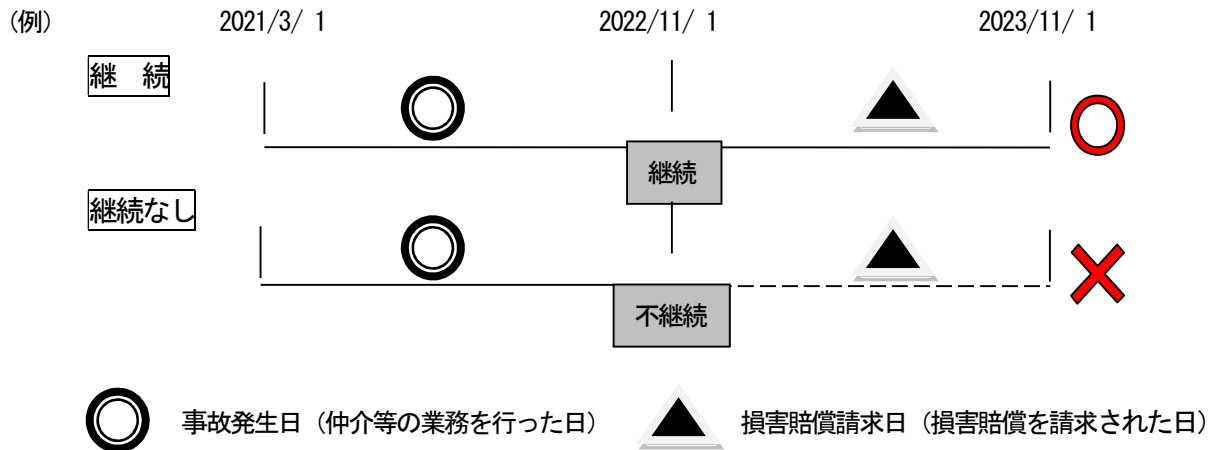 (例) 2021/3/ 1 2022/11/ 1 2023/11/ 1
継 続
継続
継続なし
不継続
事故発生日（仲介等の業務を行った日） 損害賠償請求日（損害賠償を請求された日）